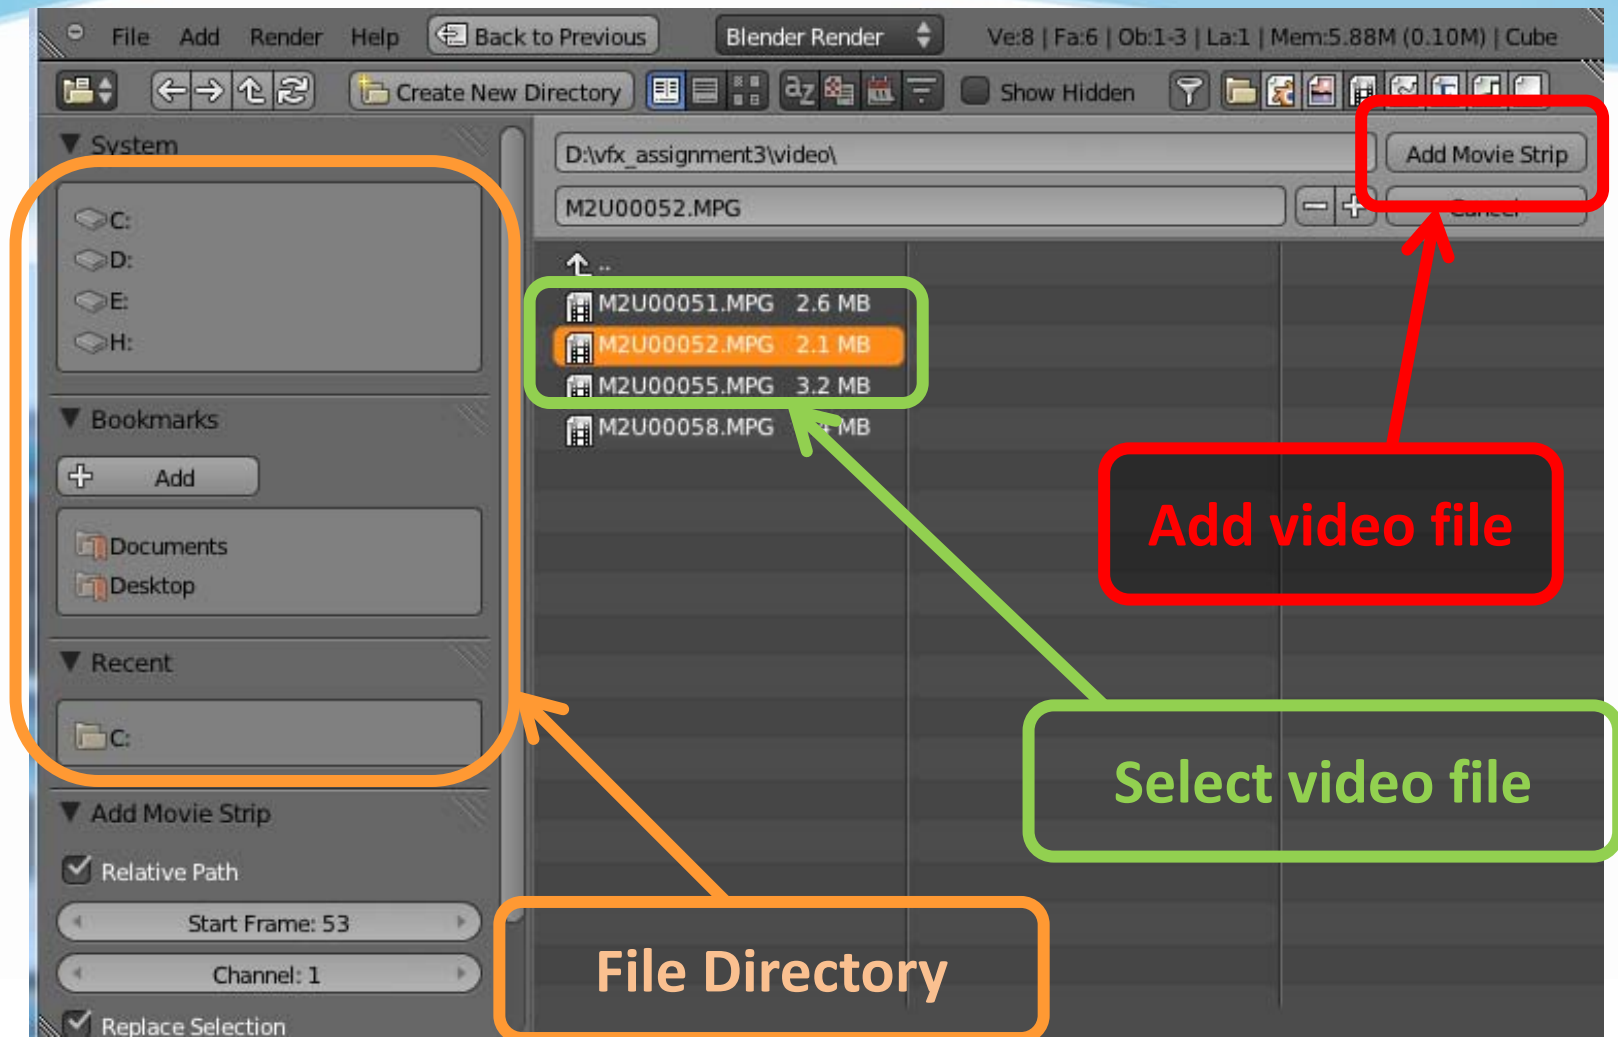 File Add Render Help Back to Previous Blender Render Ve:8 | Fa:6 | Ob:1-3 | La:1 | Mem:5.88M (0.10M) | Cube
Create New Directory Show Hidden
System
C:
D:
E:
H:
Bookmarks
Add
Documents
Desktop
Recent
C:
Add Movie Strip
Relative Path
Start Frame: 53
Channel: 1
Replace Selection
D:\vfx_assignment3\video\ Add Movie Strip
M2U00052.MPG Cancel
..
M2U00051.MPG 2.6 MB
M2U00052.MPG 2.1 MB
M2U00055.MPG 3.2 MB
M2U00058.MPG MB
Add video file
Select video file
File Directory